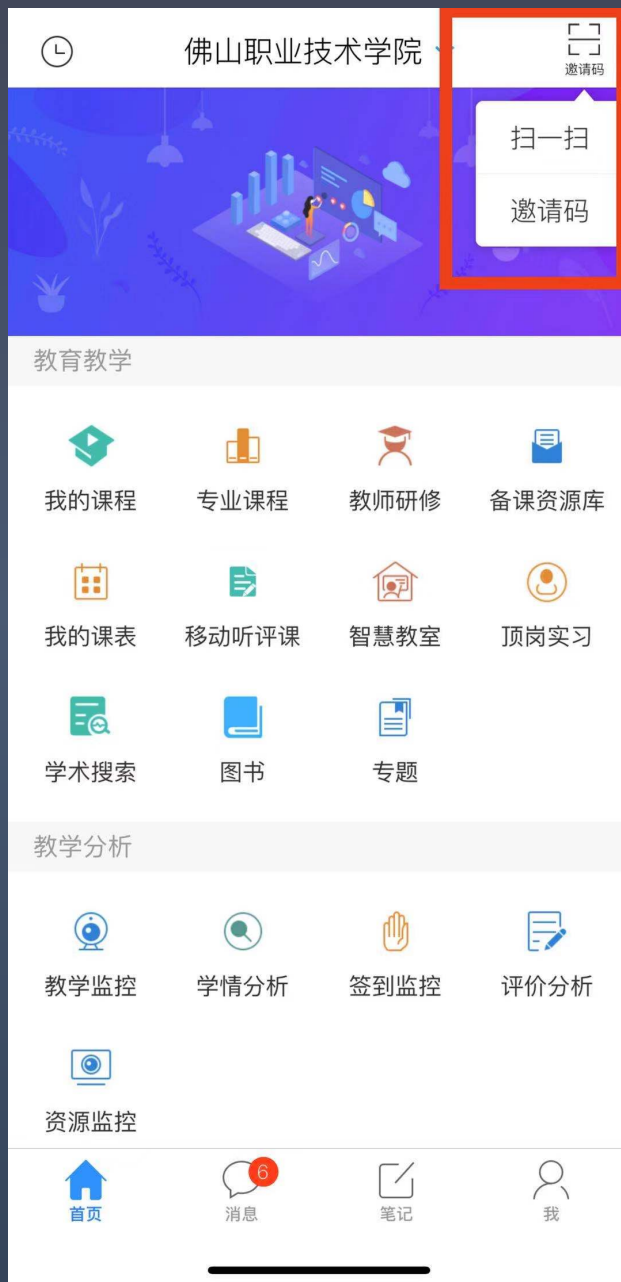 佛山职业技术学院
邀请码
扫一扫
邀请码
教育教学
我的课程 专业课程 教师研修 备课资源库
我的课表 移动听评课 智慧教室 顶岗实习
学术搜索 图书 专题
教学分析
教学监控 学情分析 签到监控 评价分析
资源监控
6
首页 消息 笔记 我